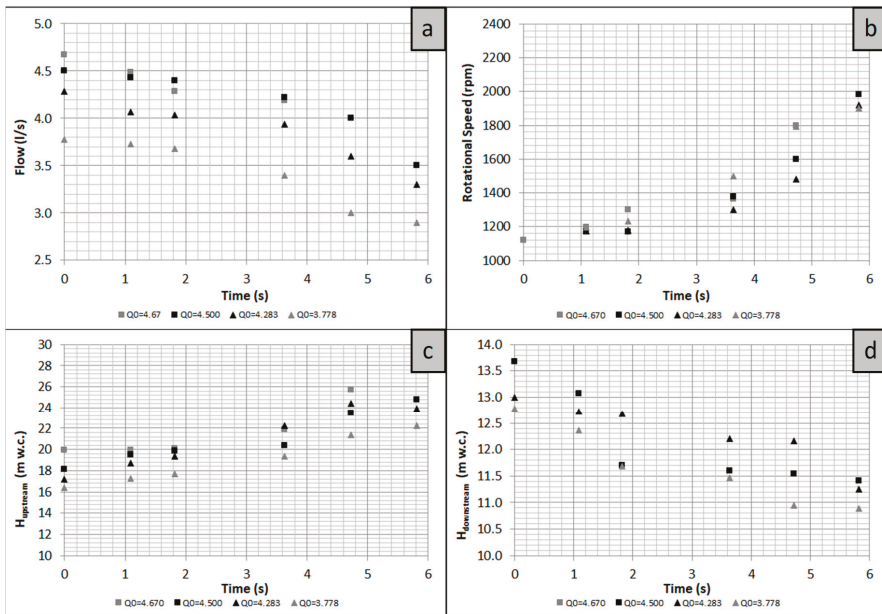 a
5.0
4.5
4.0
3.5
3.0
2.5
Flow (l/s)
0 1 2 3 4 5 6
Time (s)
Q0=4.67 Q0=4.500 Q0=4.283 Q0=3.778
b
2400
2200
2000
1800
1600
1400
1200
1000
Rotational Speed (rpm)
0 1 2 3 4 5 6
Time (s)
Q0=4.670 Q0=4.500 Q0=4.283 Q0=3.778
c
30
28
26
24
22
20
18
16
14
12
10
Hupstream (m w.c.)
0 1 2 3 4 5 6
Time (s)
Q0=4.670 Q0=4.500 Q0=4.283 Q0=3.778
d
14.0
13.5
13.0
12.5
12.0
11.5
11.0
10.5
10.0
Hdownstream (m w.c.)
0 1 2 3 4 5 6
Time (s)
Q0=4.670 Q0=4.500 Q0=4.283 Q0=3.778